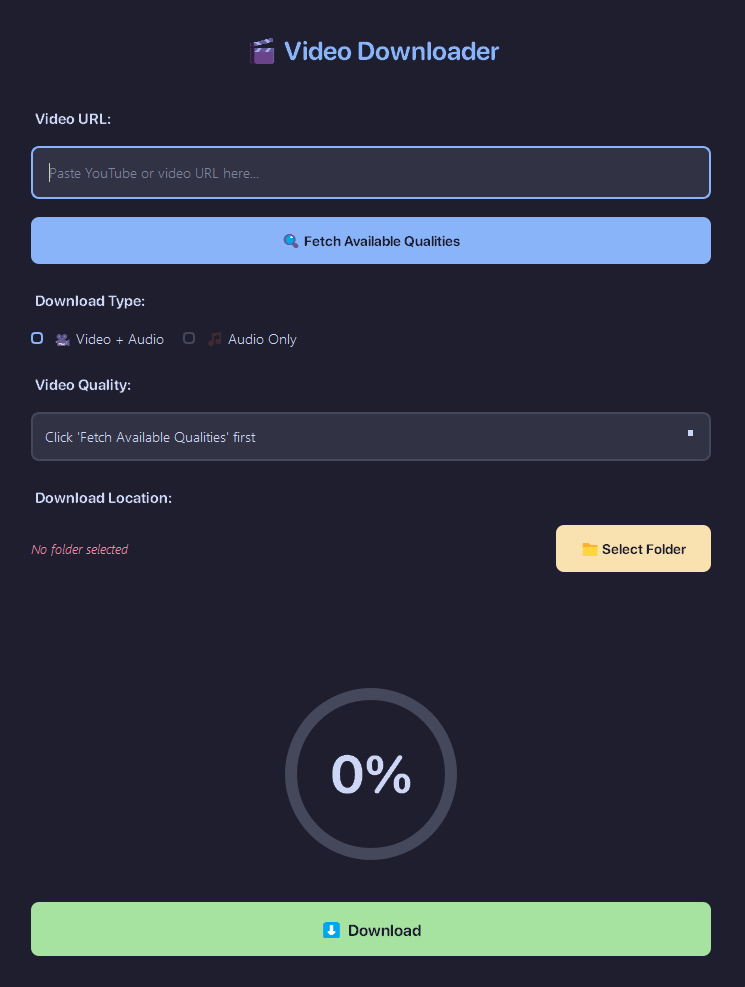 Video Downloader
Video URL:
Paste YouTube or video URL here...
Fetch Available Qualities
Download Type:
Video + Audio
Audio Only
Video Quality:
Click 'Fetch Available Qualities' first
Download Location:
No folder selected
Select Folder
0%
Download